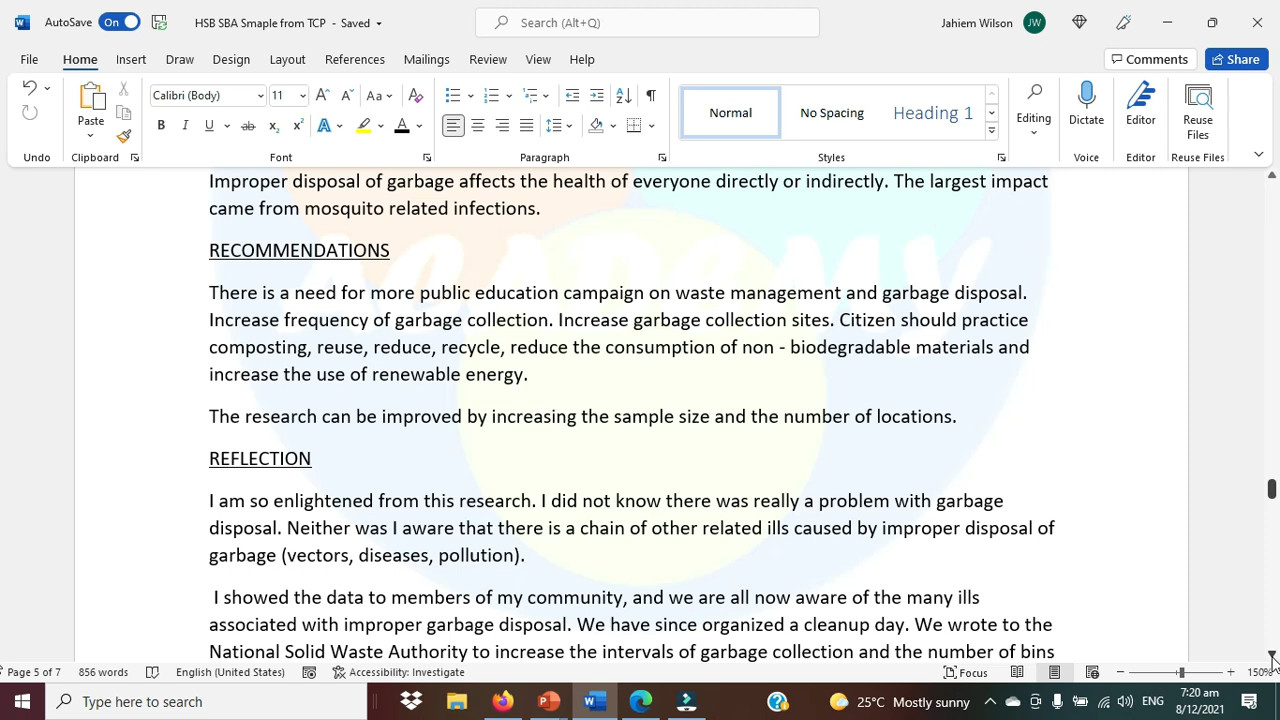 AutoSave On HSB SBA Smaple from TCP - Saved Search (Alt+Q) Jahiem Wilson JW
File Home Insert Draw Design Layout References Mailings Review View Help Comments Share
Calibri (Body) 11 Aa
Undo Paste Normal No Spacing Heading 1 Editing Dictate Editor Reuse Files
B I U ab x₂ x² A A
Undo Clipboard Font Paragraph Styles Voice Editor Reuse Files
ACADEMY
Improper disposal of garbage affects the health of everyone directly or indirectly. The largest impact
came from mosquito related infections.
RECOMMENDATIONS
There is a need for more public education campaign on waste management and garbage disposal.
Increase frequency of garbage collection. Increase garbage collection sites. Citizen should practice
composting, reuse, reduce, recycle, reduce the consumption of non - biodegradable materials and
increase the use of renewable energy.
The research can be improved by increasing the sample size and the number of locations.
REFLECTION
I am so enlightened from this research. I did not know there was really a problem with garbage
disposal. Neither was I aware that there is a chain of other related ills caused by improper disposal of
garbage (vectors, diseases, pollution).
I showed the data to members of my community, and we are all now aware of the many ills
associated with improper garbage disposal. We have since organized a cleanup day. We wrote to the
National Solid Waste Authority to increase the intervals of garbage collection and the number of bins
Page 5 of 7 856 words English (United States) Accessibility: Investigate Focus 150%
Type here to search 25°C Mostly sunny ENG 7:20 am
8/12/2021